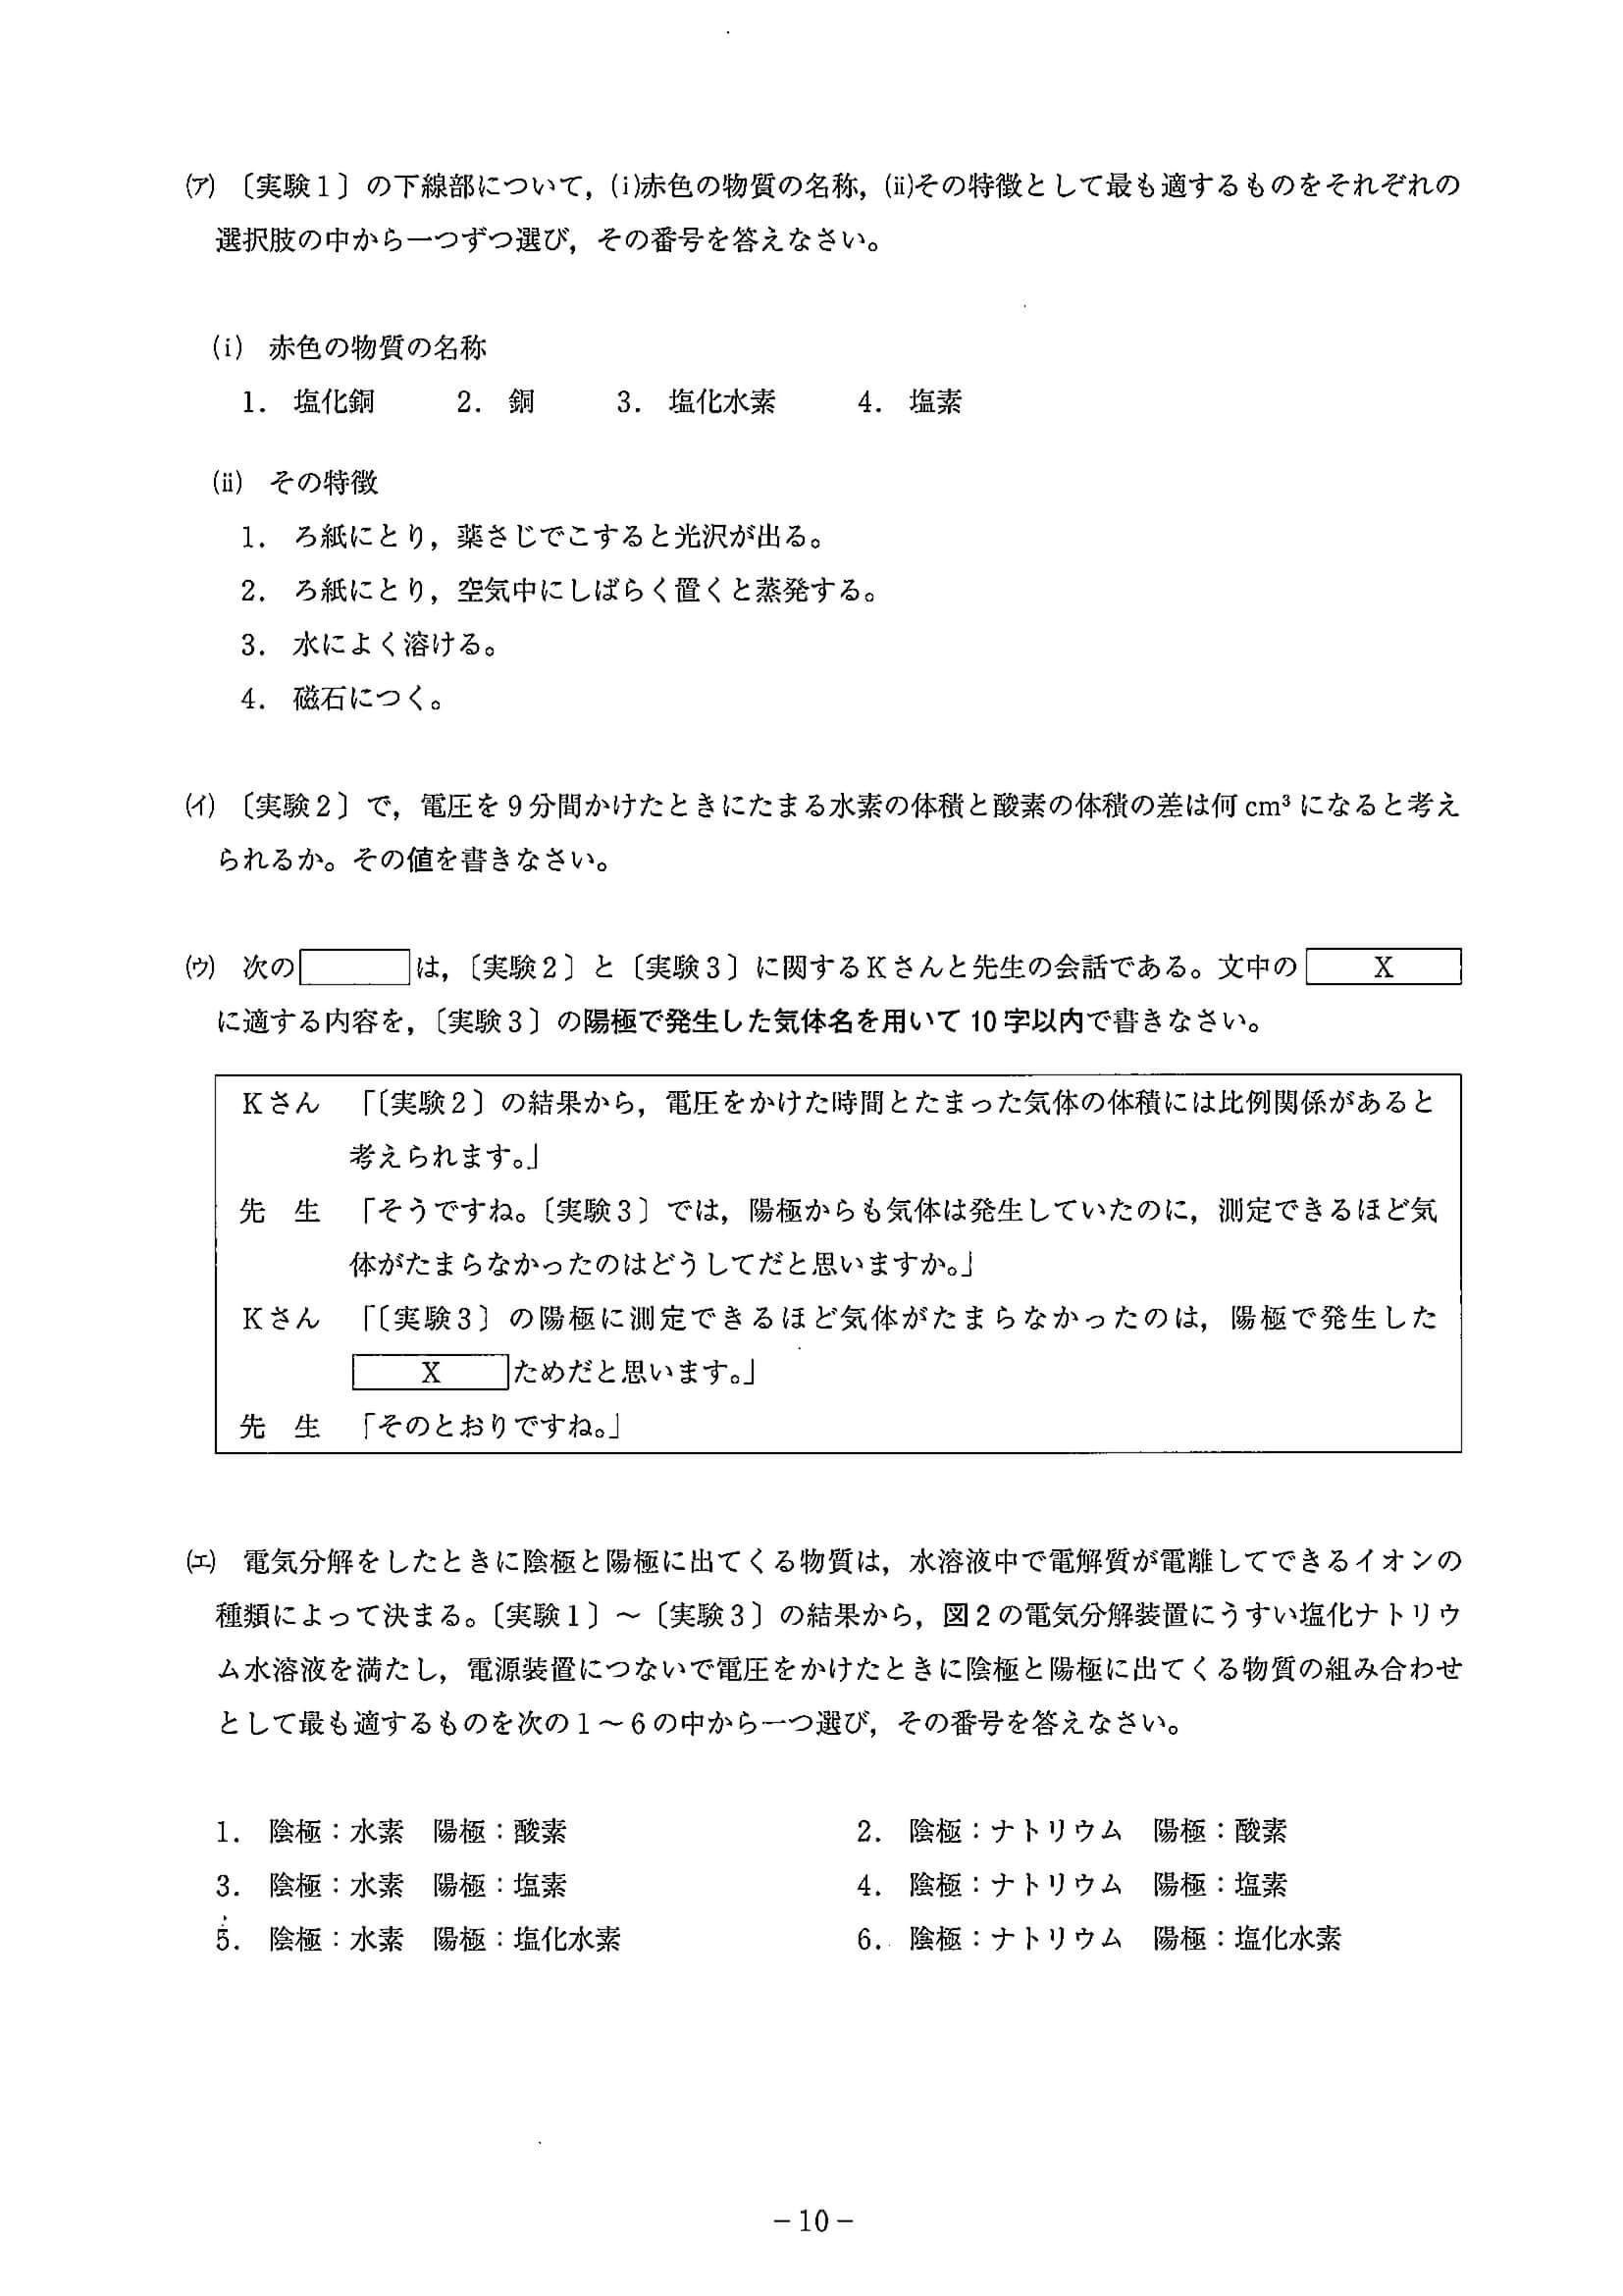 (ア) 〔実験1〕の下線部について，(i)赤色の物質の名称，(ii)その特徴として最も適するものをそれぞれの
選択肢の中から一つずつ選び，その番号を答えなさい。
(i) 赤色の物質の名称
1. 塩化銅 2. 銅 3. 塩化水素 4. 塩素
(ii) その特徴
1. ろ紙にとり，薬さじでこすると光沢が出る。
2. ろ紙にとり，空気中にしばらく置くと蒸発する。
3. 水によく溶ける。
4. 磁石につく。
(イ) 〔実験2〕で，電圧を9分間かけたときにたまる水素の体積と酸素の体積の差は何cm³になると考え
られるか。その値を書きなさい。
(ウ) 次の は，〔実験2〕と〔実験3〕に関するKさんと先生の会話である。文中の X
に適する内容を，〔実験3〕の陽極で発生した気体名を用いて10字以内で書きなさい。
Kさん 「〔実験2〕の結果から，電圧をかけた時間とたまった気体の体積には比例関係があると
考えられます。」
先 生 「そうですね。〔実験3〕では，陽極からも気体は発生していたのに，測定できるほど気
体がたまらなかったのはどうしてだと思いますか。」
Kさん 「〔実験3〕の陽極に測定できるほど気体がたまらなかったのは，陽極で発生した
X ためだと思います。」
先 生 「そのとおりですね。」
(エ) 電気分解をしたときに陰極と陽極に出てくる物質は，水溶液中で電解質が電離してできるイオンの
種類によって決まる。〔実験1〕～〔実験3〕の結果から，図2の電気分解装置にうすい塩化ナトリウ
ム水溶液を満たし，電源装置につないで電圧をかけたときに陰極と陽極に出てくる物質の組み合わせ
として最も適するものを次の1～6の中から一つ選び，その番号を答えなさい。
1. 陰極：水素 陽極：酸素 2. 陰極：ナトリウム 陽極：酸素
3. 陰極：水素 陽極：塩素 4. 陰極：ナトリウム 陽極：塩素
5. 陰極：水素 陽極：塩化水素 6. 陰極：ナトリウム 陽極：塩化水素
－10－